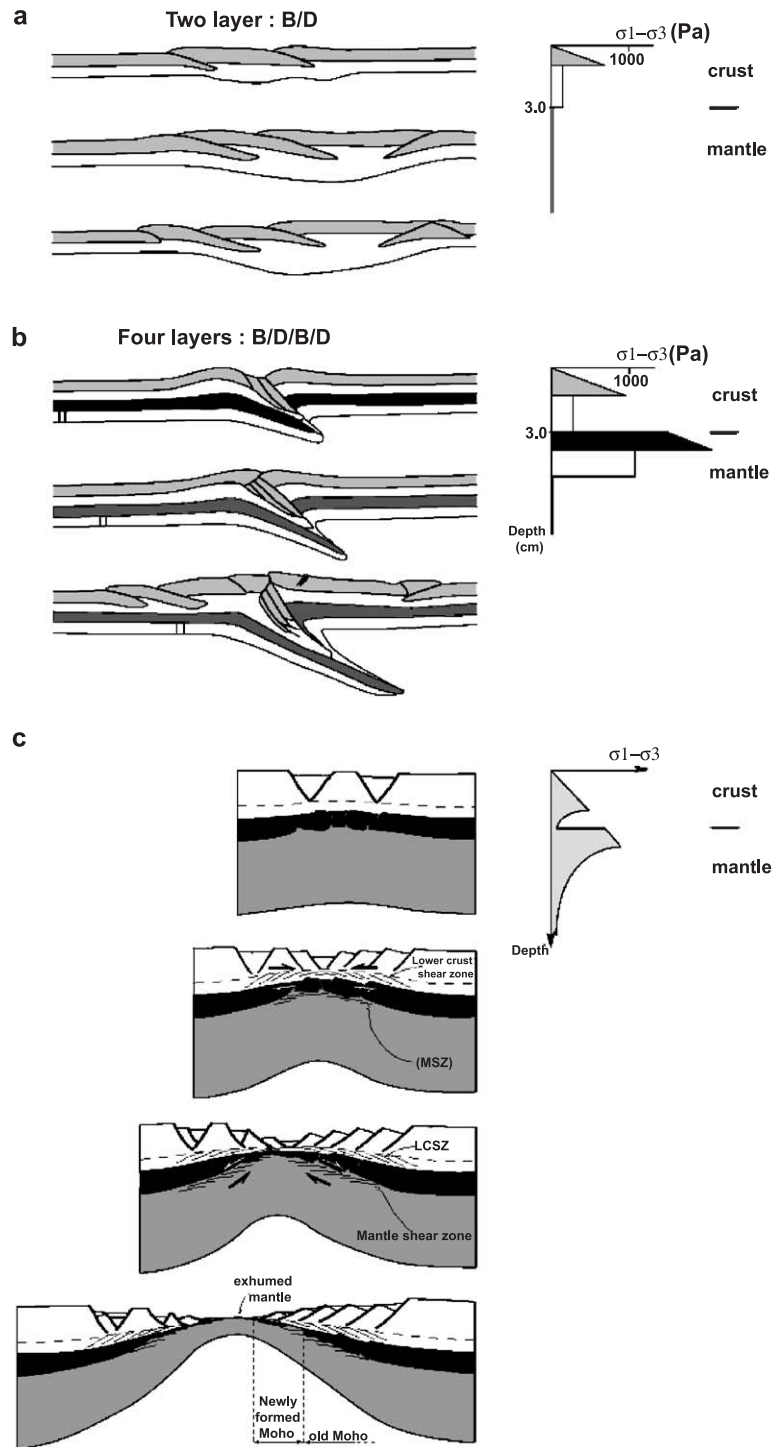 a
Two layer : B/D
σ1–σ3 (Pa)
1000
crust
3.0
mantle
b
Four layers : B/D/B/D
σ1–σ3 (Pa)
1000
crust
3.0
mantle
Depth
(cm)
c
σ1–σ3
crust
mantle
Depth
Lower crust
shear zone
(MSZ)
LCSZ
Mantle shear zone
exhumed
mantle
Newly
formed
Moho
old Moho